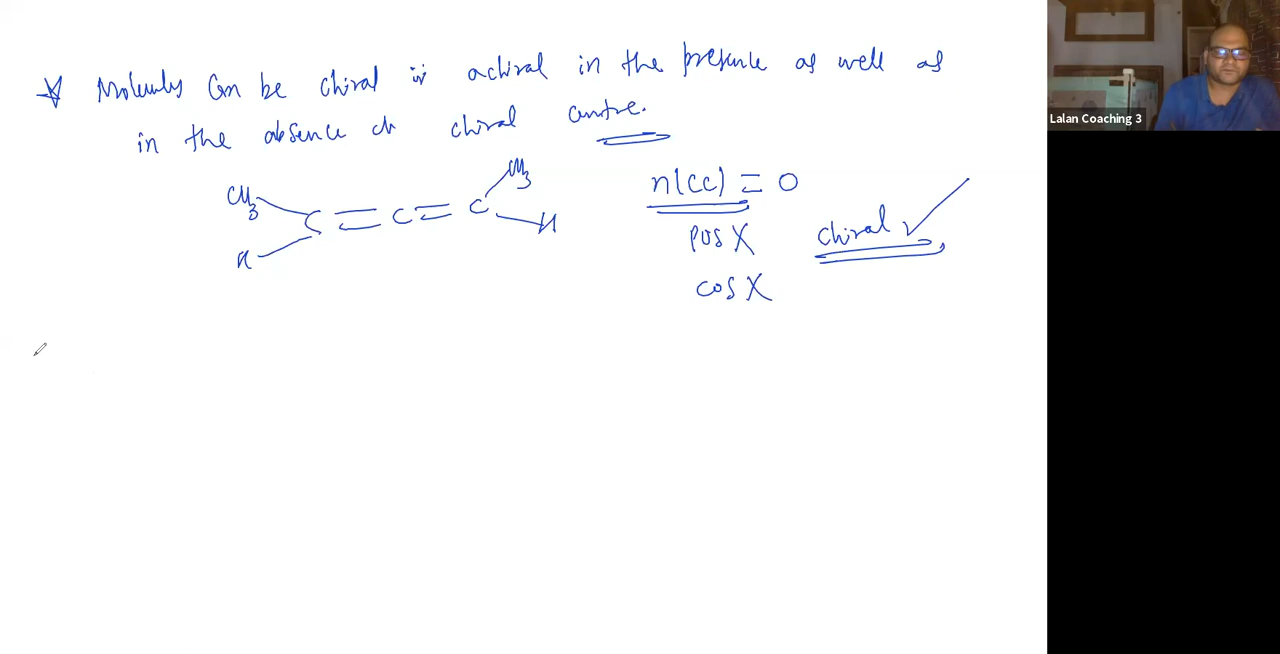 Molecules Can be chiral or achiral in the presence as well as
in the absence of chiral centre.
CH3 CH3
C = C = C
H H
n(CC) = 0
POS X
COS X
chiral ✓
Lalan Coaching 3